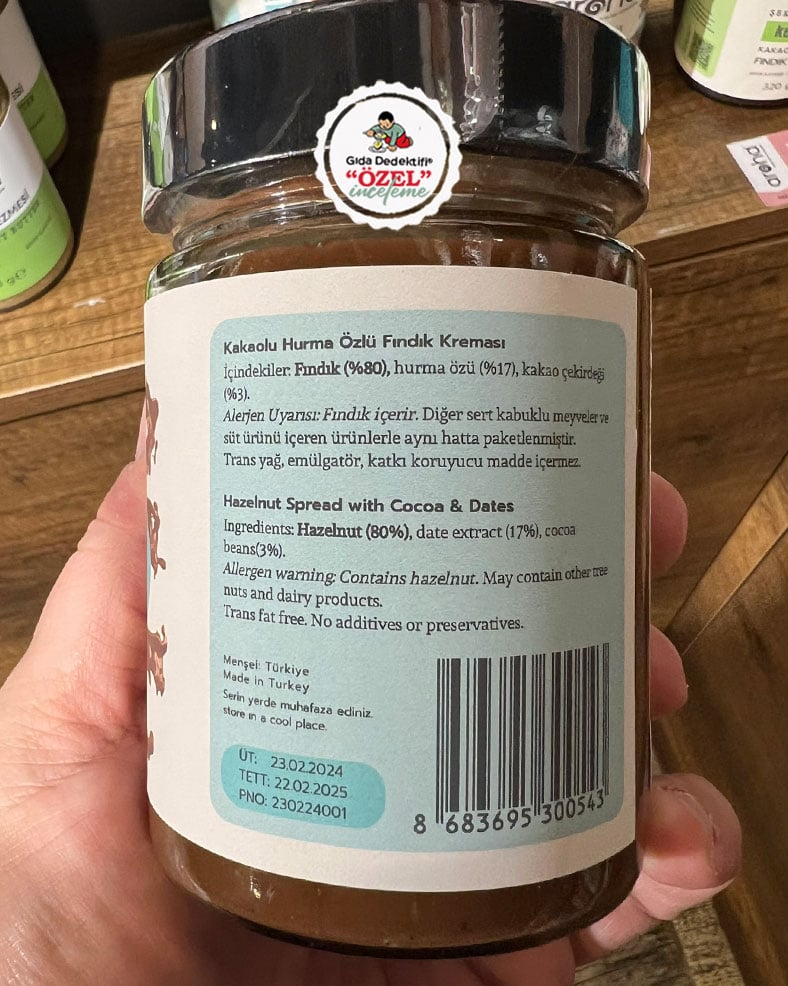 Gıda Dedektifi®
"ÖZEL"
inceleme
aroha
320
FINDIK
Kakaolu Hurma Özlü Fındık Kreması
İçindekiler: Fındık (%80), hurma özü (%17), kakao çekirdeği
(%3).
Alerjen Uyarısı: Fındık içerir. Diğer sert kabuklu meyveler ve
süt ürünü içeren ürünlerle aynı hatta paketlenmiştir.
Trans yağ, emülgatör, katkı koruyucu madde içermez.
Hazelnut Spread with Cocoa & Dates
Ingredients: Hazelnut (80%), date extract (17%), cocoa
beans(3%).
Allergen warning: Contains hazelnut. May contain other tree
nuts and dairy products.
Trans fat free. No additives or preservatives.
Menşei: Türkiye
Made in Turkey
Serin yerde muhafaza ediniz.
store in a cool place.
ÜT: 23.02.2024
TETT: 22.02.2025
PNO: 230224001
8 683695 300543